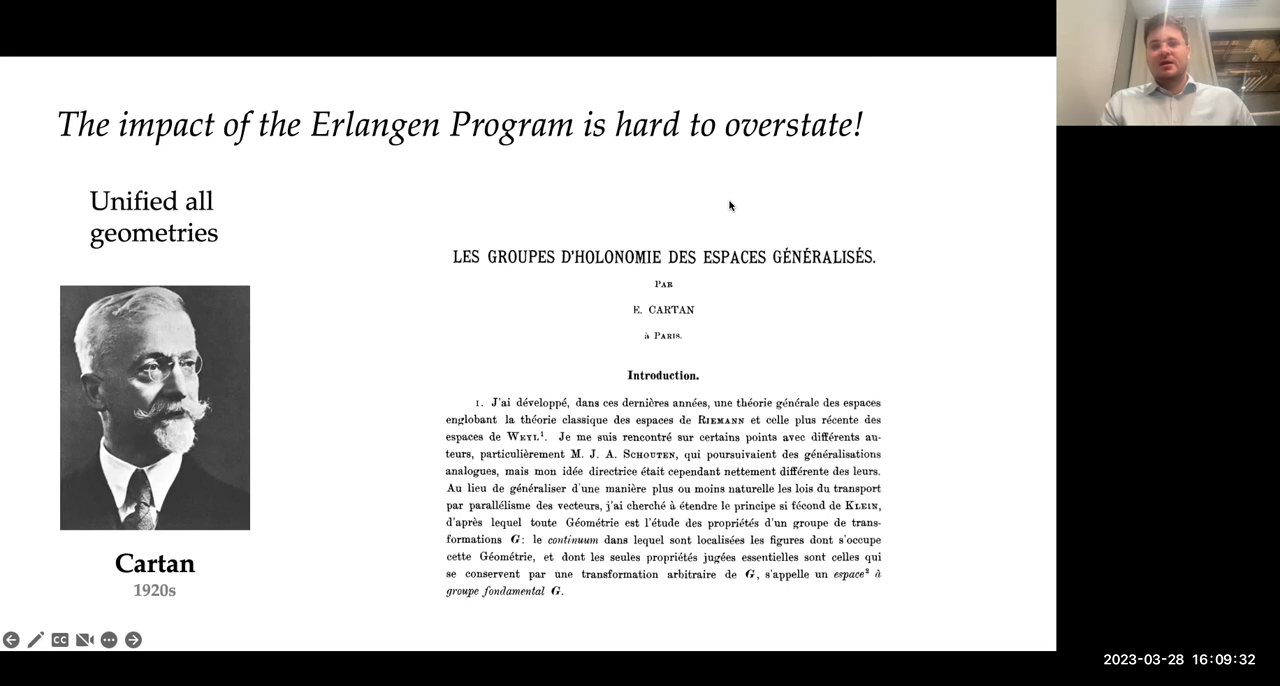 The impact of the Erlangen Program is hard to overstate!
Unified all
geometries
Cartan
1920s
LES GROUPES D'HOLONOMIE DES ESPACES GÉNÉRALISÉS.
PAR
E. CARTAN
à PARIS.
Introduction.
1. J'ai développé, dans ces dernières années, une théorie générale des espaces
englobant la théorie classique des espaces de RIEMANN et celle plus récente des
espaces de WEYL¹. Je me suis rencontré sur certains points avec différents au-
teurs, particulièrement M. J. A. SCHOUTEN, qui poursuivaient des généralisations
analogues, mais mon idée directrice était cependant nettement différente des leurs.
Au lieu de généraliser d'une manière plus ou moins naturelle les lois du transport
par parallélisme des vecteurs, j'ai cherché à étendre le principe si fécond de KLEIN,
d'après lequel toute Géométrie est l'étude des propriétés d'un groupe de trans-
formations G: le continuum dans lequel sont localisées les figures dont s'occupe
cette Géométrie, et dont les seules propriétés jugées essentielles sont celles qui
se conservent par une transformation arbitraire de G, s'appelle un espace² à
groupe fondamental G.
CC
2023-03-28 16:09:32